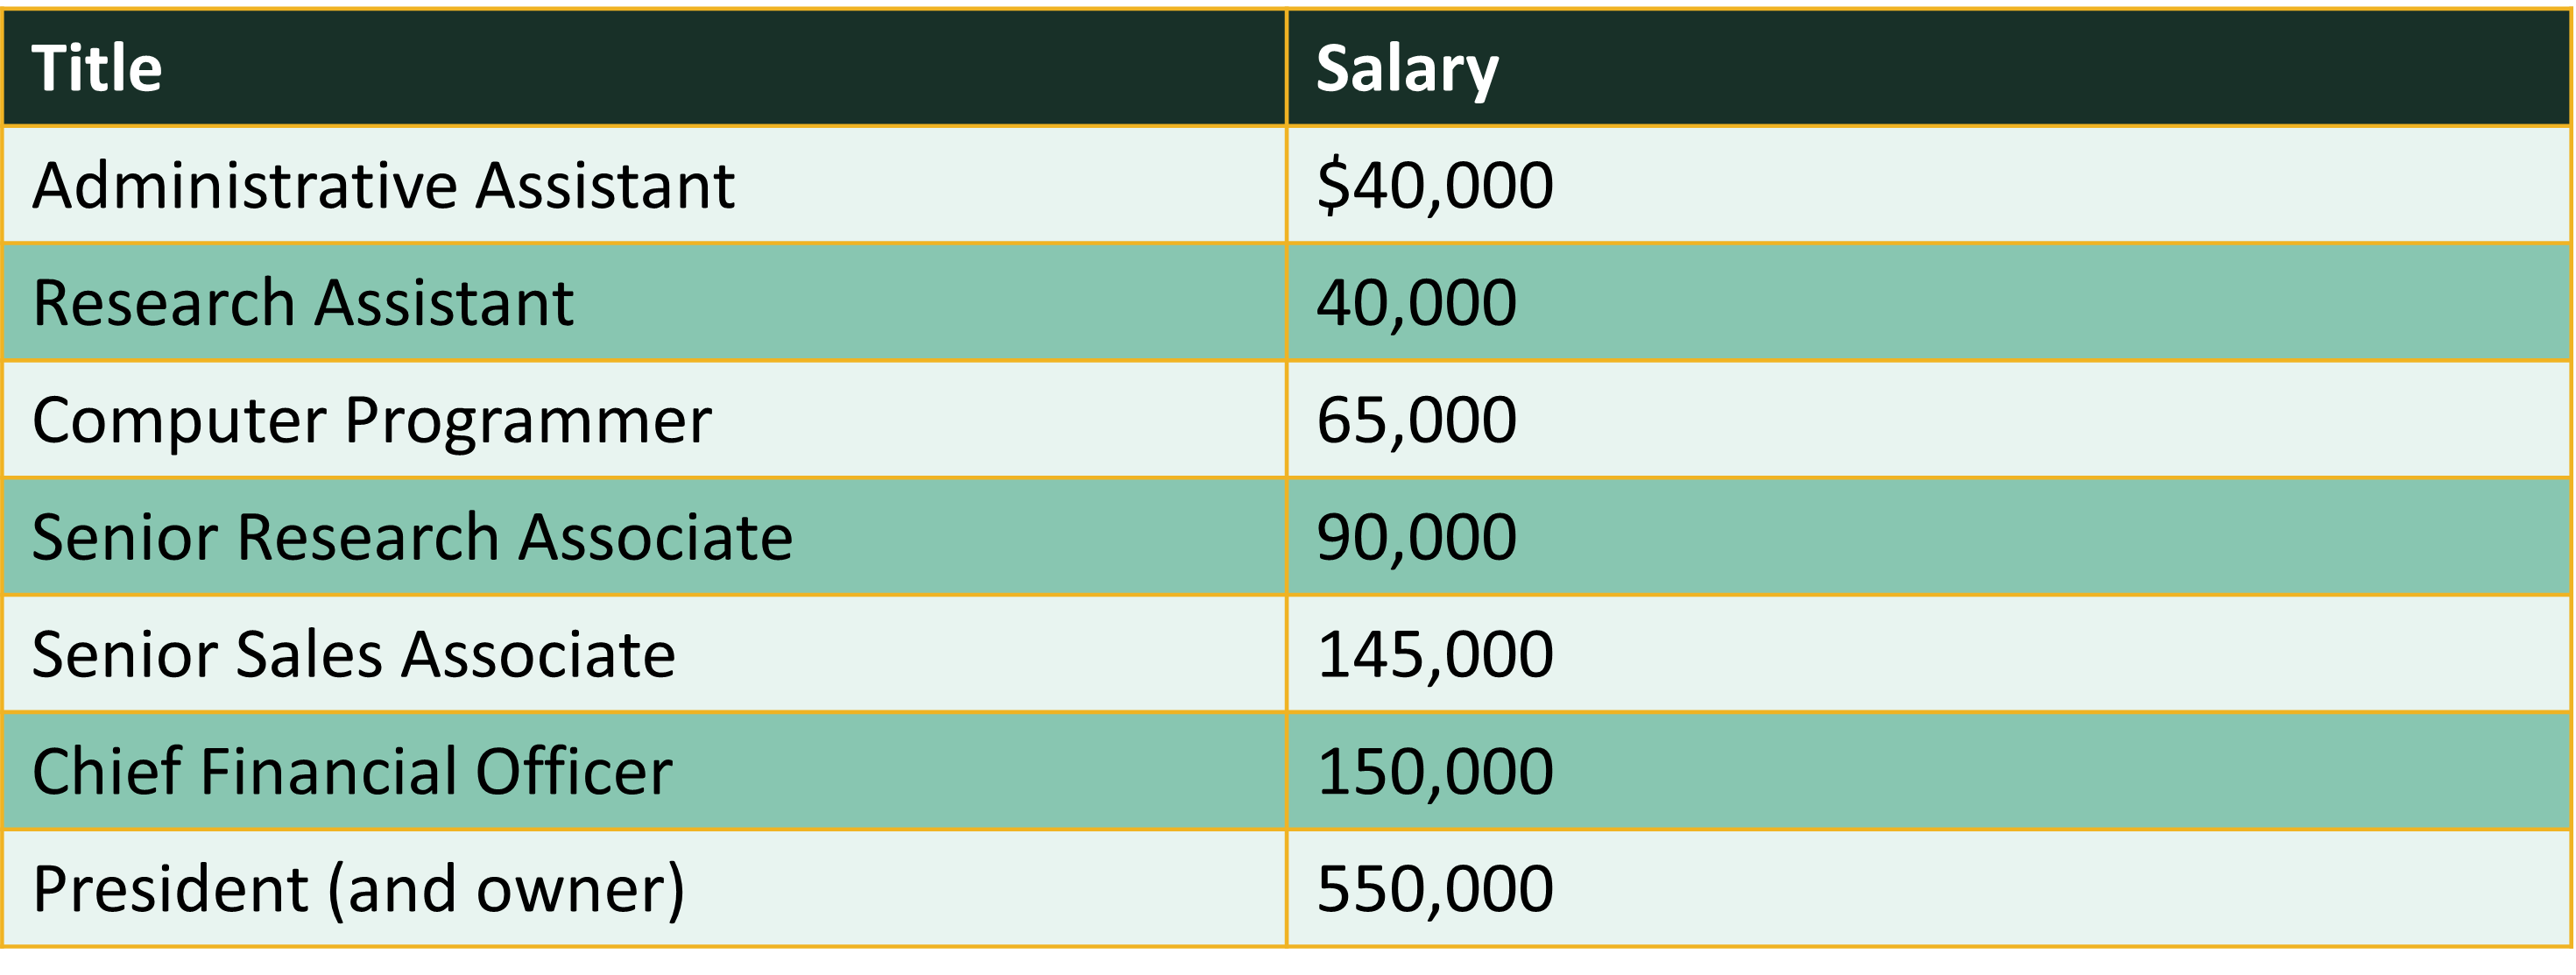 Title Salary
Administrative Assistant $40,000
Research Assistant 40,000
Computer Programmer 65,000
Senior Research Associate 90,000
Senior Sales Associate 145,000
Chief Financial Officer 150,000
President (and owner) 550,000